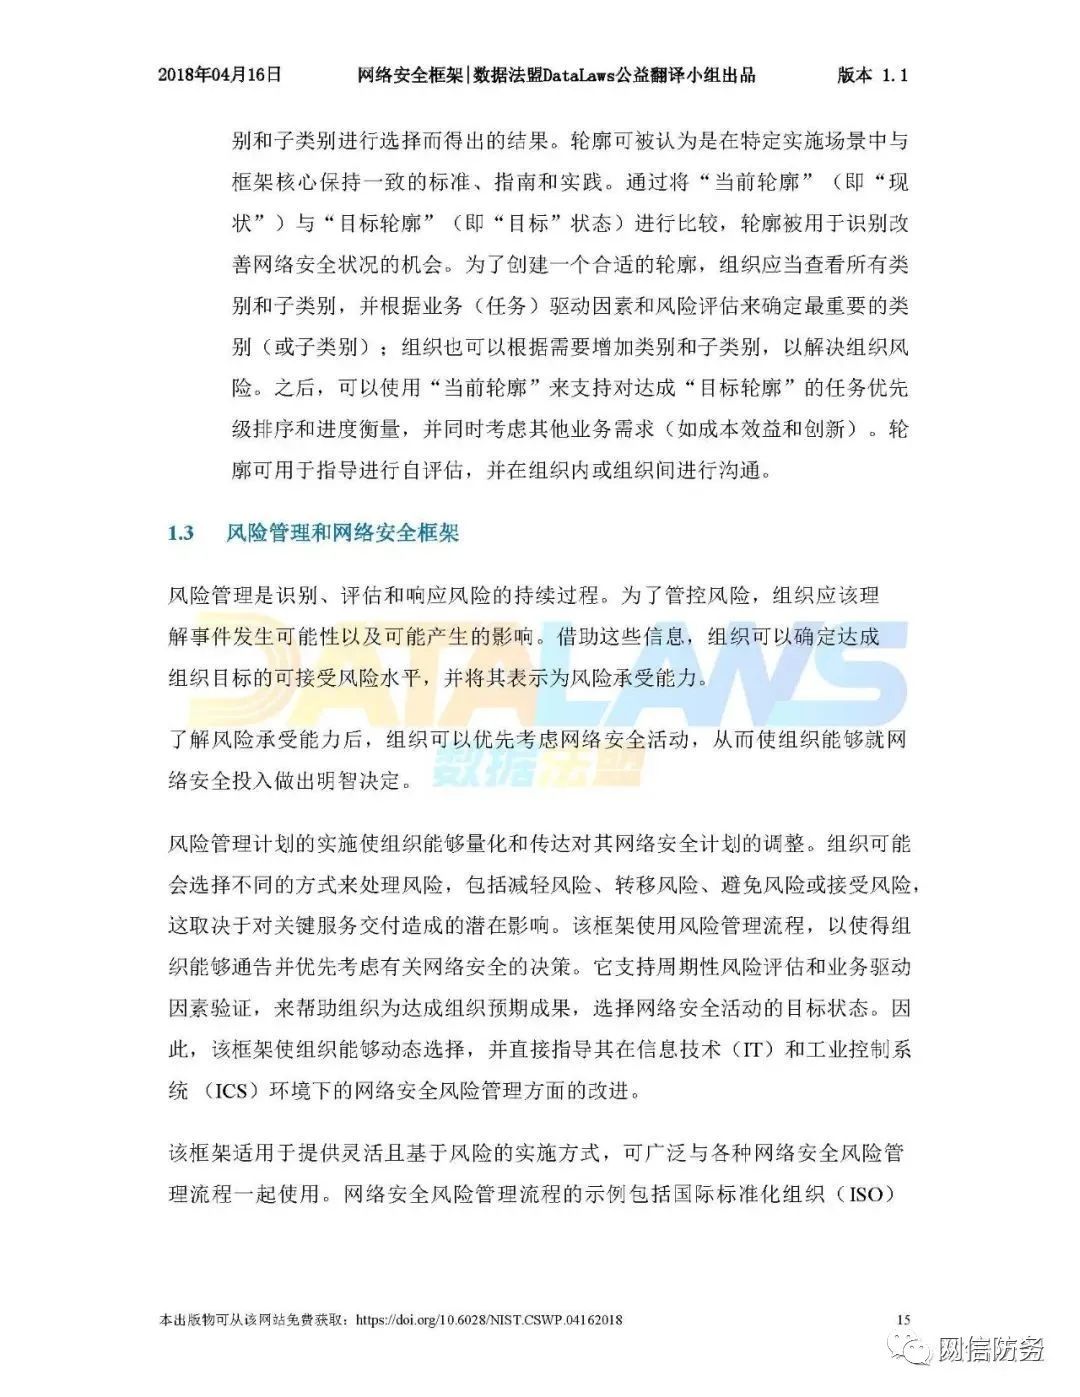 2018年04月16日 网络安全框架|数据法盟DataLaws公益翻译小组出品 版本 1.1
别和子类别进行选择而得出的结果。轮廓可被认为是在特定实施场景中与
框架核心保持一致的标准、指南和实践。通过将“当前轮廓”（即“现
状”）与“目标轮廓”（即“目标”状态）进行比较，轮廓被用于识别改
善网络安全状况的机会。为了创建一个合适的轮廓，组织应当查看所有类
别和子类别，并根据业务（任务）驱动因素和风险评估来确定最重要的类
别（或子类别）；组织也可以根据需要增加类别和子类别，以解决组织风
险。之后，可以使用“当前轮廓”来支持对达成“目标轮廓”的任务优先
级排序和进度衡量，并同时考虑其他业务需求（如成本效益和创新）。轮
廓可用于指导进行自评估，并在组织内或组织间进行沟通。
1.3 风险管理和网络安全框架
风险管理是识别、评估和响应风险的持续过程。为了管控风险，组织应该理
解事件发生可能性以及可能产生的影响。借助这些信息，组织可以确定达成
组织目标的可接受风险水平，并将其表示为风险承受能力。
DATALAWS
了解风险承受能力后，组织可以优先考虑网络安全活动，从而使组织能够就网
络安全投入做出明智决定。
数据法盟
风险管理计划的实施使组织能够量化和传达对其网络安全计划的调整。组织可能
会选择不同的方式来处理风险，包括减轻风险、转移风险、避免风险或接受风险，
这取决于对关键服务交付造成的潜在影响。该框架使用风险管理流程，以使得组
织能够通告并优先考虑有关网络安全的决策。它支持周期性风险评估和业务驱动
因素验证，来帮助组织为达成组织预期成果，选择网络安全活动的目标状态。因
此，该框架使组织能够动态选择，并直接指导其在信息技术（IT）和工业控制系
统 （ICS）环境下的网络安全风险管理方面的改进。
该框架适用于提供灵活且基于风险的实施方式，可广泛与各种网络安全风险管
理流程一起使用。网络安全风险管理流程的示例包括国际标准化组织（ISO）
本出版物可从该网站免费获取：https://doi.org/10.6028/NIST.CSWP.04162018 15
网信防务